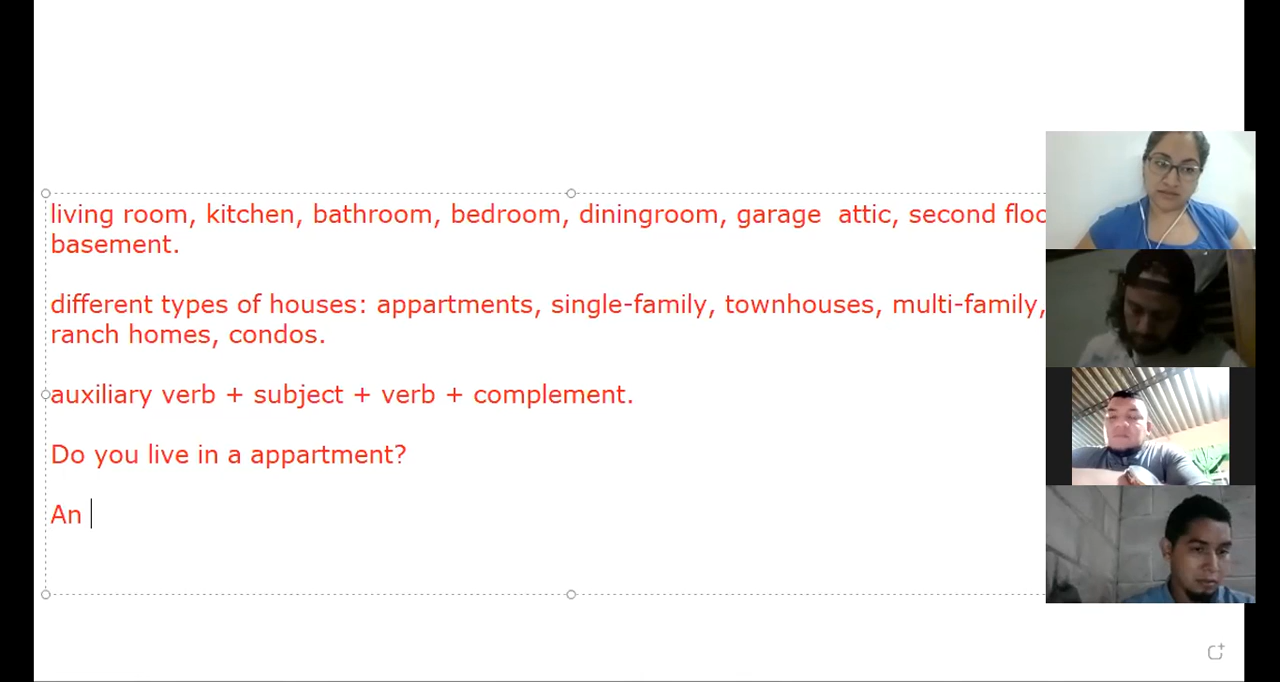 living room, kitchen, bathroom, bedroom, diningroom, garage  attic, second
basement.
different types of houses: appartments, single-family, townhouses, multi-family,
ranch homes, condos.
auxiliary verb + subject + verb + complement.
Do you live in a appartment?
An